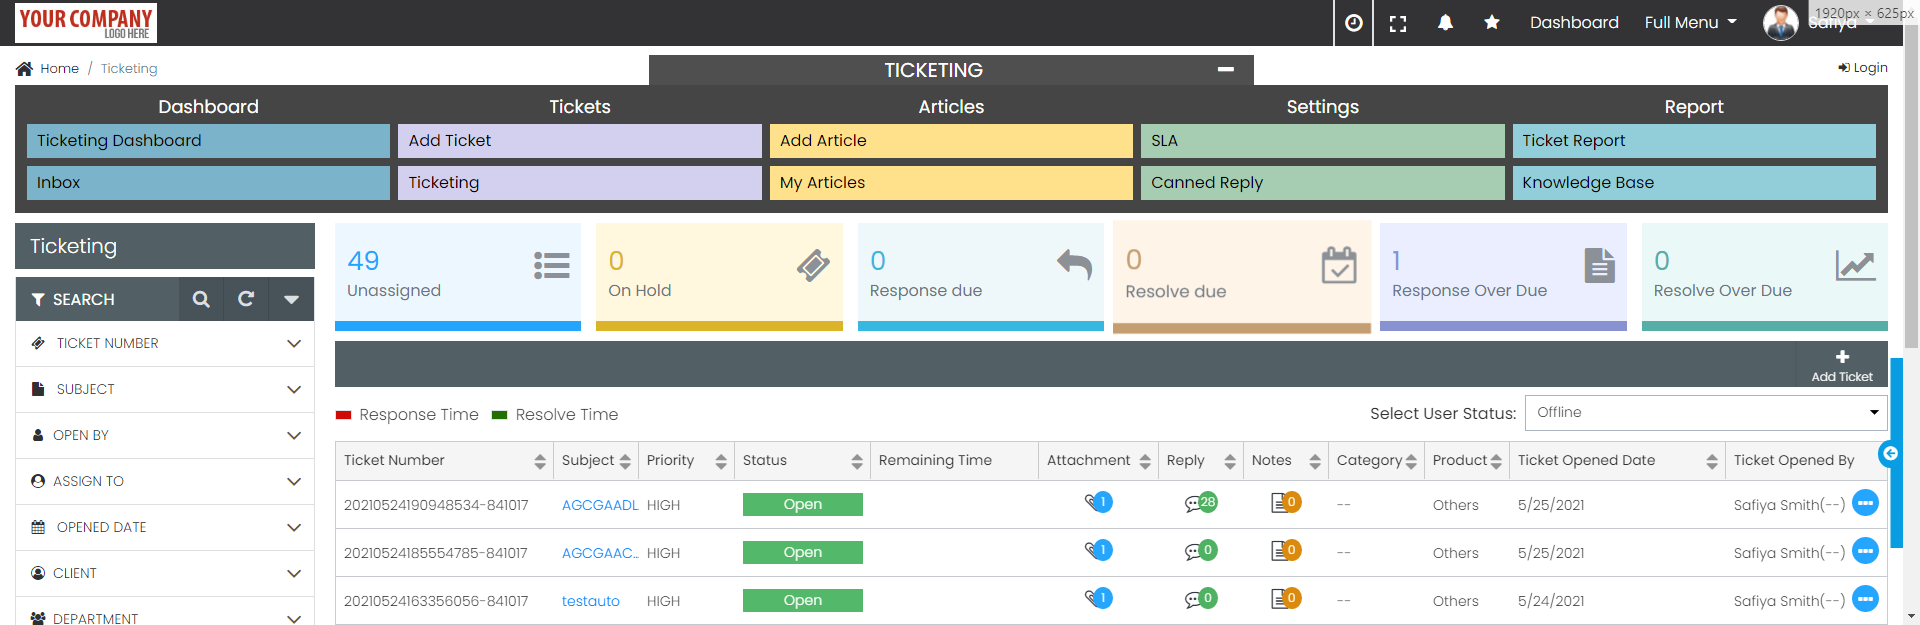 YOUR COMPANY
LOGO HERE
Dashboard
Full Menu
Safiya
1920px × 625px
Home / Ticketing
TICKETING
Login
Dashboard
Tickets
Articles
Settings
Report
Ticketing Dashboard
Add Ticket
Add Article
SLA
Ticket Report
Inbox
Ticketing
My Articles
Canned Reply
Knowledge Base
Ticketing
49
Unassigned
0
On Hold
0
Response due
0
Resolve due
1
Response Over Due
0
Resolve Over Due
SEARCH
TICKET NUMBER
SUBJECT
OPEN BY
ASSIGN TO
OPENED DATE
CLIENT
DEPARTMENT
Add Ticket
Response Time
Resolve Time
Select User Status:
Offline
Ticket Number Subject Priority Status Remaining Time Attachment Reply Notes Category Product Ticket Opened Date Ticket Opened By
20210524190948534-841017 AGCGAADL HIGH Open 1 28 0 -- Others 5/25/2021 Safiya Smith(--)
20210524185554785-841017 AGCGAAC... HIGH Open 1 0 0 -- Others 5/25/2021 Safiya Smith(--)
20210524163356056-841017 testauto HIGH Open 1 0 0 -- Others 5/24/2021 Safiya Smith(--)